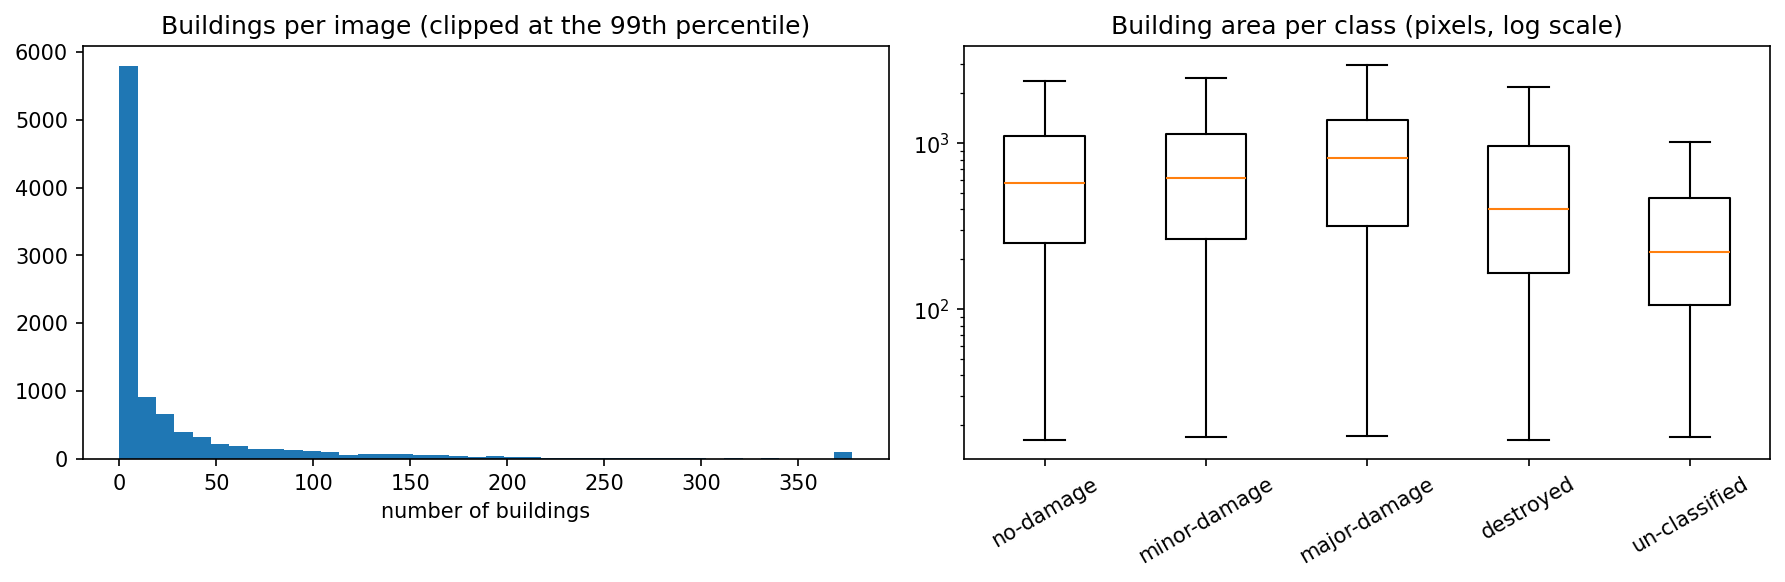 Buildings per image (clipped at the 99th percentile)
6000
5000
4000
3000
2000
1000
0
0 50 100 150 200 250 300 350
number of buildings
Building area per class (pixels, log scale)
10³
10²
no-damage
minor-damage
major-damage
destroyed
un-classified